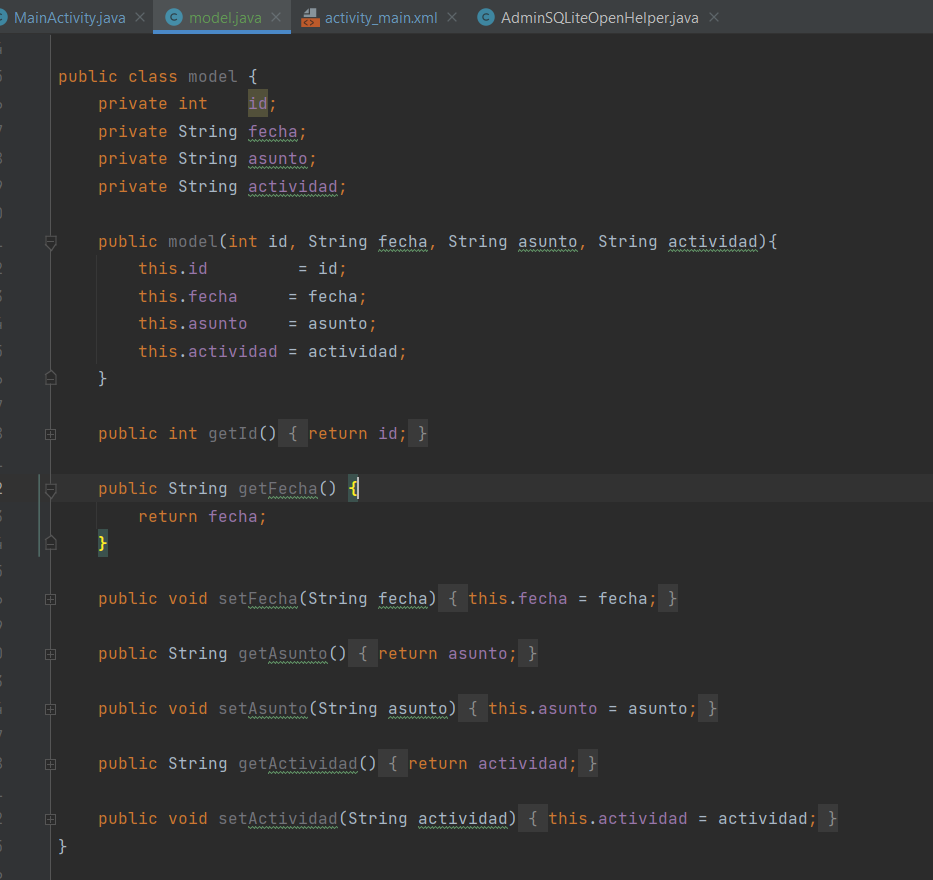 MainActivity.java model.java activity_main.xml AdminSQLiteOpenHelper.java
public class model {
private int    id;
private String fecha;
private String asunto;
private String actividad;
public model(int id, String fecha, String asunto, String actividad){
this.id         = id;
this.fecha     = fecha;
this.asunto    = asunto;
this.actividad = actividad;
}
public int getId() { return id; }
public String getFecha() {
return fecha;
}
public void setFecha(String fecha) { this.fecha = fecha; }
public String getAsunto() { return asunto; }
public void setAsunto(String asunto) { this.asunto = asunto; }
public String getActividad() { return actividad; }
public void setActividad(String actividad) { this.actividad = actividad; }
}